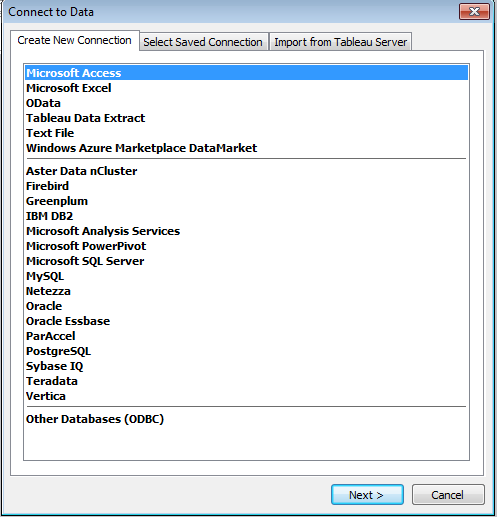 Connect to Data
Create New Connection
Select Saved Connection
Import from Tableau Server
Microsoft Access
Microsoft Excel
OData
Tableau Data Extract
Text File
Windows Azure Marketplace DataMarket
Aster Data nCluster
Firebird
Greenplum
IBM DB2
Microsoft Analysis Services
Microsoft PowerPivot
Microsoft SQL Server
MySQL
Netezza
Oracle
Oracle Essbase
ParAccel
PostgreSQL
Sybase IQ
Teradata
Vertica
Other Databases (ODBC)
Next >
Cancel